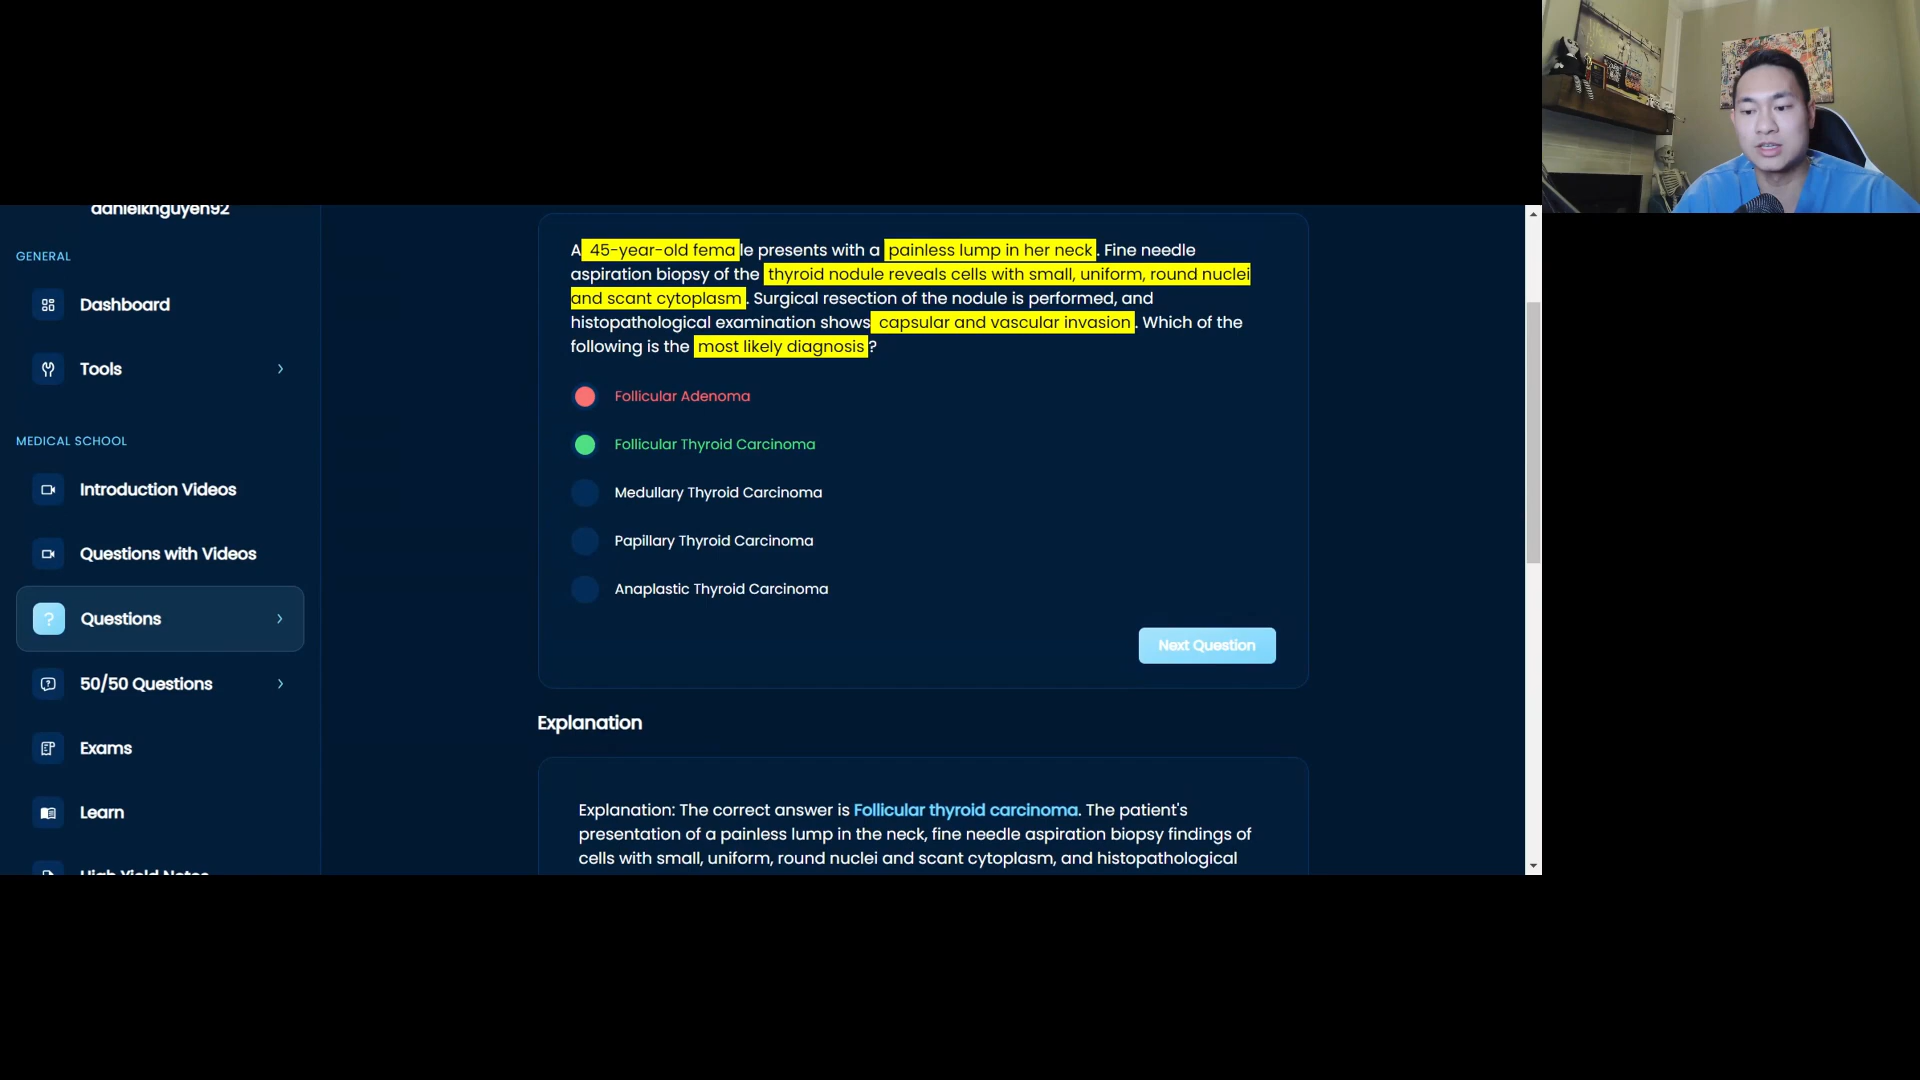 danielknguyen92
GENERAL
Dashboard
Tools
MEDICAL SCHOOL
Introduction Videos
Questions with Videos
Questions
50/50 Questions
Exams
Learn
High Yield Notes
A 45-year-old female presents with a painless lump in her neck. Fine needle
aspiration biopsy of the thyroid nodule reveals cells with small, uniform, round nuclei
and scant cytoplasm. Surgical resection of the nodule is performed, and
histopathological examination shows capsular and vascular invasion. Which of the
following is the most likely diagnosis?
Follicular Adenoma
Follicular Thyroid Carcinoma
Medullary Thyroid Carcinoma
Papillary Thyroid Carcinoma
Anaplastic Thyroid Carcinoma
Next Question
Explanation
Explanation: The correct answer is Follicular thyroid carcinoma. The patient's
presentation of a painless lump in the neck, fine needle aspiration biopsy findings of
cells with small, uniform, round nuclei and scant cytoplasm, and histopathological